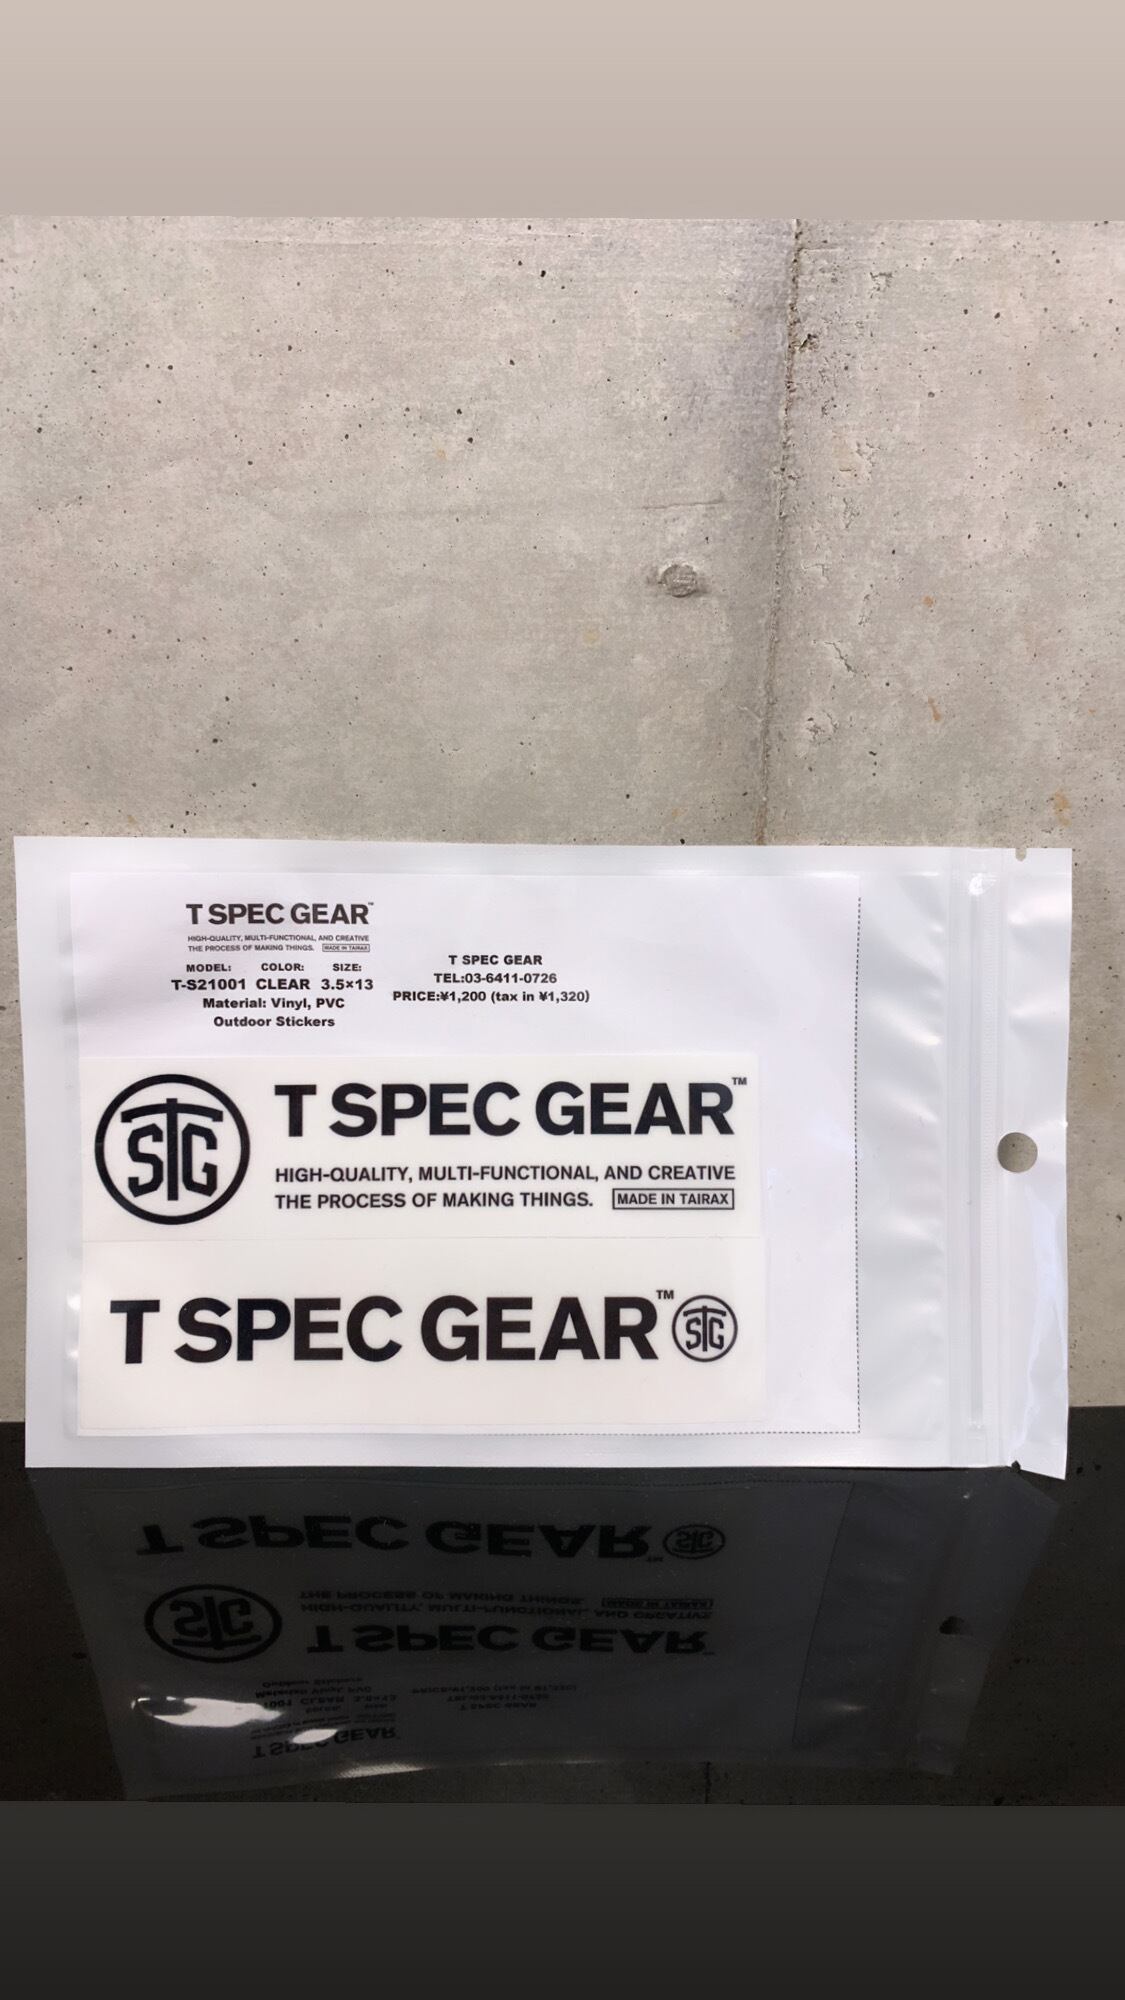 T SPEC GEAR™
HIGH-QUALITY, MULTI-FUNCTIONAL, AND CREATIVE
THE PROCESS OF MAKING THINGS. MADE IN TAIRAX
MODEL: COLOR: SIZE:
T-S21001 CLEAR 3.5×13
Material: Vinyl, PVC
Outdoor Stickers
T SPEC GEAR
TEL:03-6411-0726
PRICE:¥1,200 (tax in ¥1,320)
STG
T SPEC GEAR™
HIGH-QUALITY, MULTI-FUNCTIONAL, AND CREATIVE
THE PROCESS OF MAKING THINGS. MADE IN TAIRAX
T SPEC GEAR™ STG